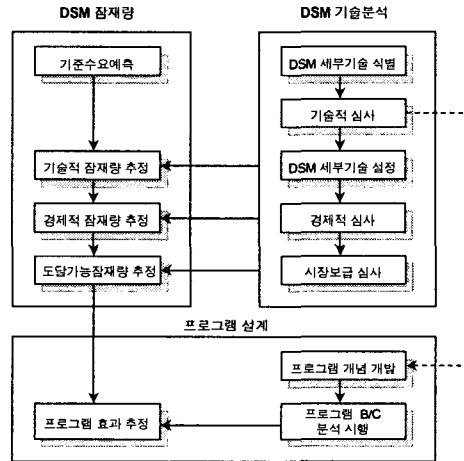 DSM 잠재량
기준수요예측
기술적 잠재량 추정
경제적 잠재량 추정
도달가능잠재량 추정
DSM 기술분석
DSM 세부기술 식별
기술적 심사
DSM 세부기술 설정
경제적 심사
시장보급 심사
프로그램 설계
프로그램 개념 개발
프로그램 효과 추정
프로그램 B/C
분석 시행